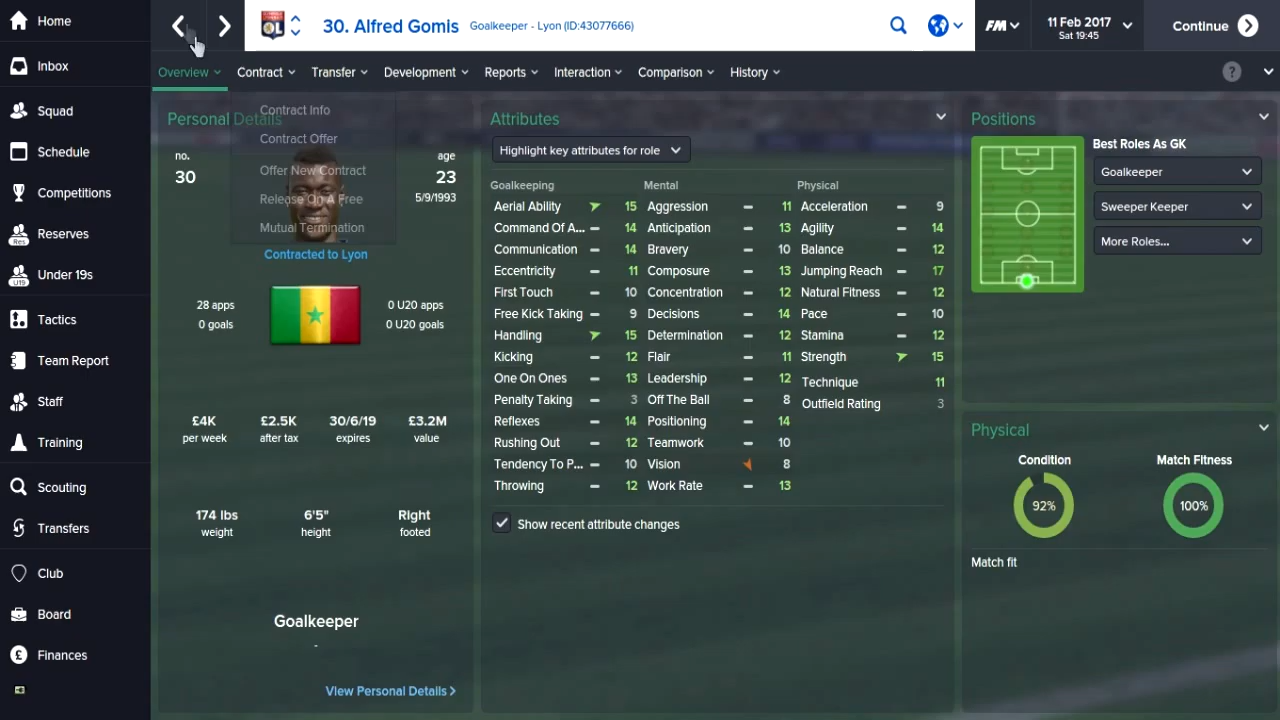 Home
Inbox
Squad
Schedule
Competitions
Res
Reserves
U19
Under 19s
Tactics
Team Report
Staff
Training
Scouting
Transfers
Club
Board
Finances
OL
30. Alfred Gomis
Goalkeeper - Lyon (ID:43077666)
FM
11 Feb 2017
Sat 19:45
Continue
Overview
Contract
Transfer
Development
Reports
Interaction
Comparison
History
?
Contract Info
Contract Offer
Offer New Contract
Release On A Free
Mutual Termination
Personal Details
no.
30
age
23
5/9/1993
Contracted to Lyon
28 apps
0 goals
0 U20 apps
0 U20 goals
£4K
per week
£2.5K
after tax
30/6/19
expires
£3.2M
value
174 lbs
weight
6'5"
height
Right
footed
Goalkeeper
-
View Personal Details
Attributes
Highlight key attributes for role
Goalkeeping Mental Physical
Aerial Ability 15 Aggression 11 Acceleration 9
Command Of A... 14 Anticipation 13 Agility 14
Communication 14 Bravery 10 Balance 12
Eccentricity 11 Composure 13 Jumping Reach 17
First Touch 10 Concentration 12 Natural Fitness 12
Free Kick Taking 9 Decisions 14 Pace 10
Handling 15 Determination 12 Stamina 12
Kicking 12 Flair 11 Strength 15
One On Ones 13 Leadership 12 Technique 11
Penalty Taking 3 Off The Ball 8 Outfield Rating 3
Reflexes 14 Positioning 14
Rushing Out 12 Teamwork 10
Tendency To P... 10 Vision 8
Throwing 12 Work Rate 13
Show recent attribute changes
Positions
Best Roles As GK
Goalkeeper
Sweeper Keeper
More Roles...
Physical
Condition
92%
Match Fitness
100%
Match fit